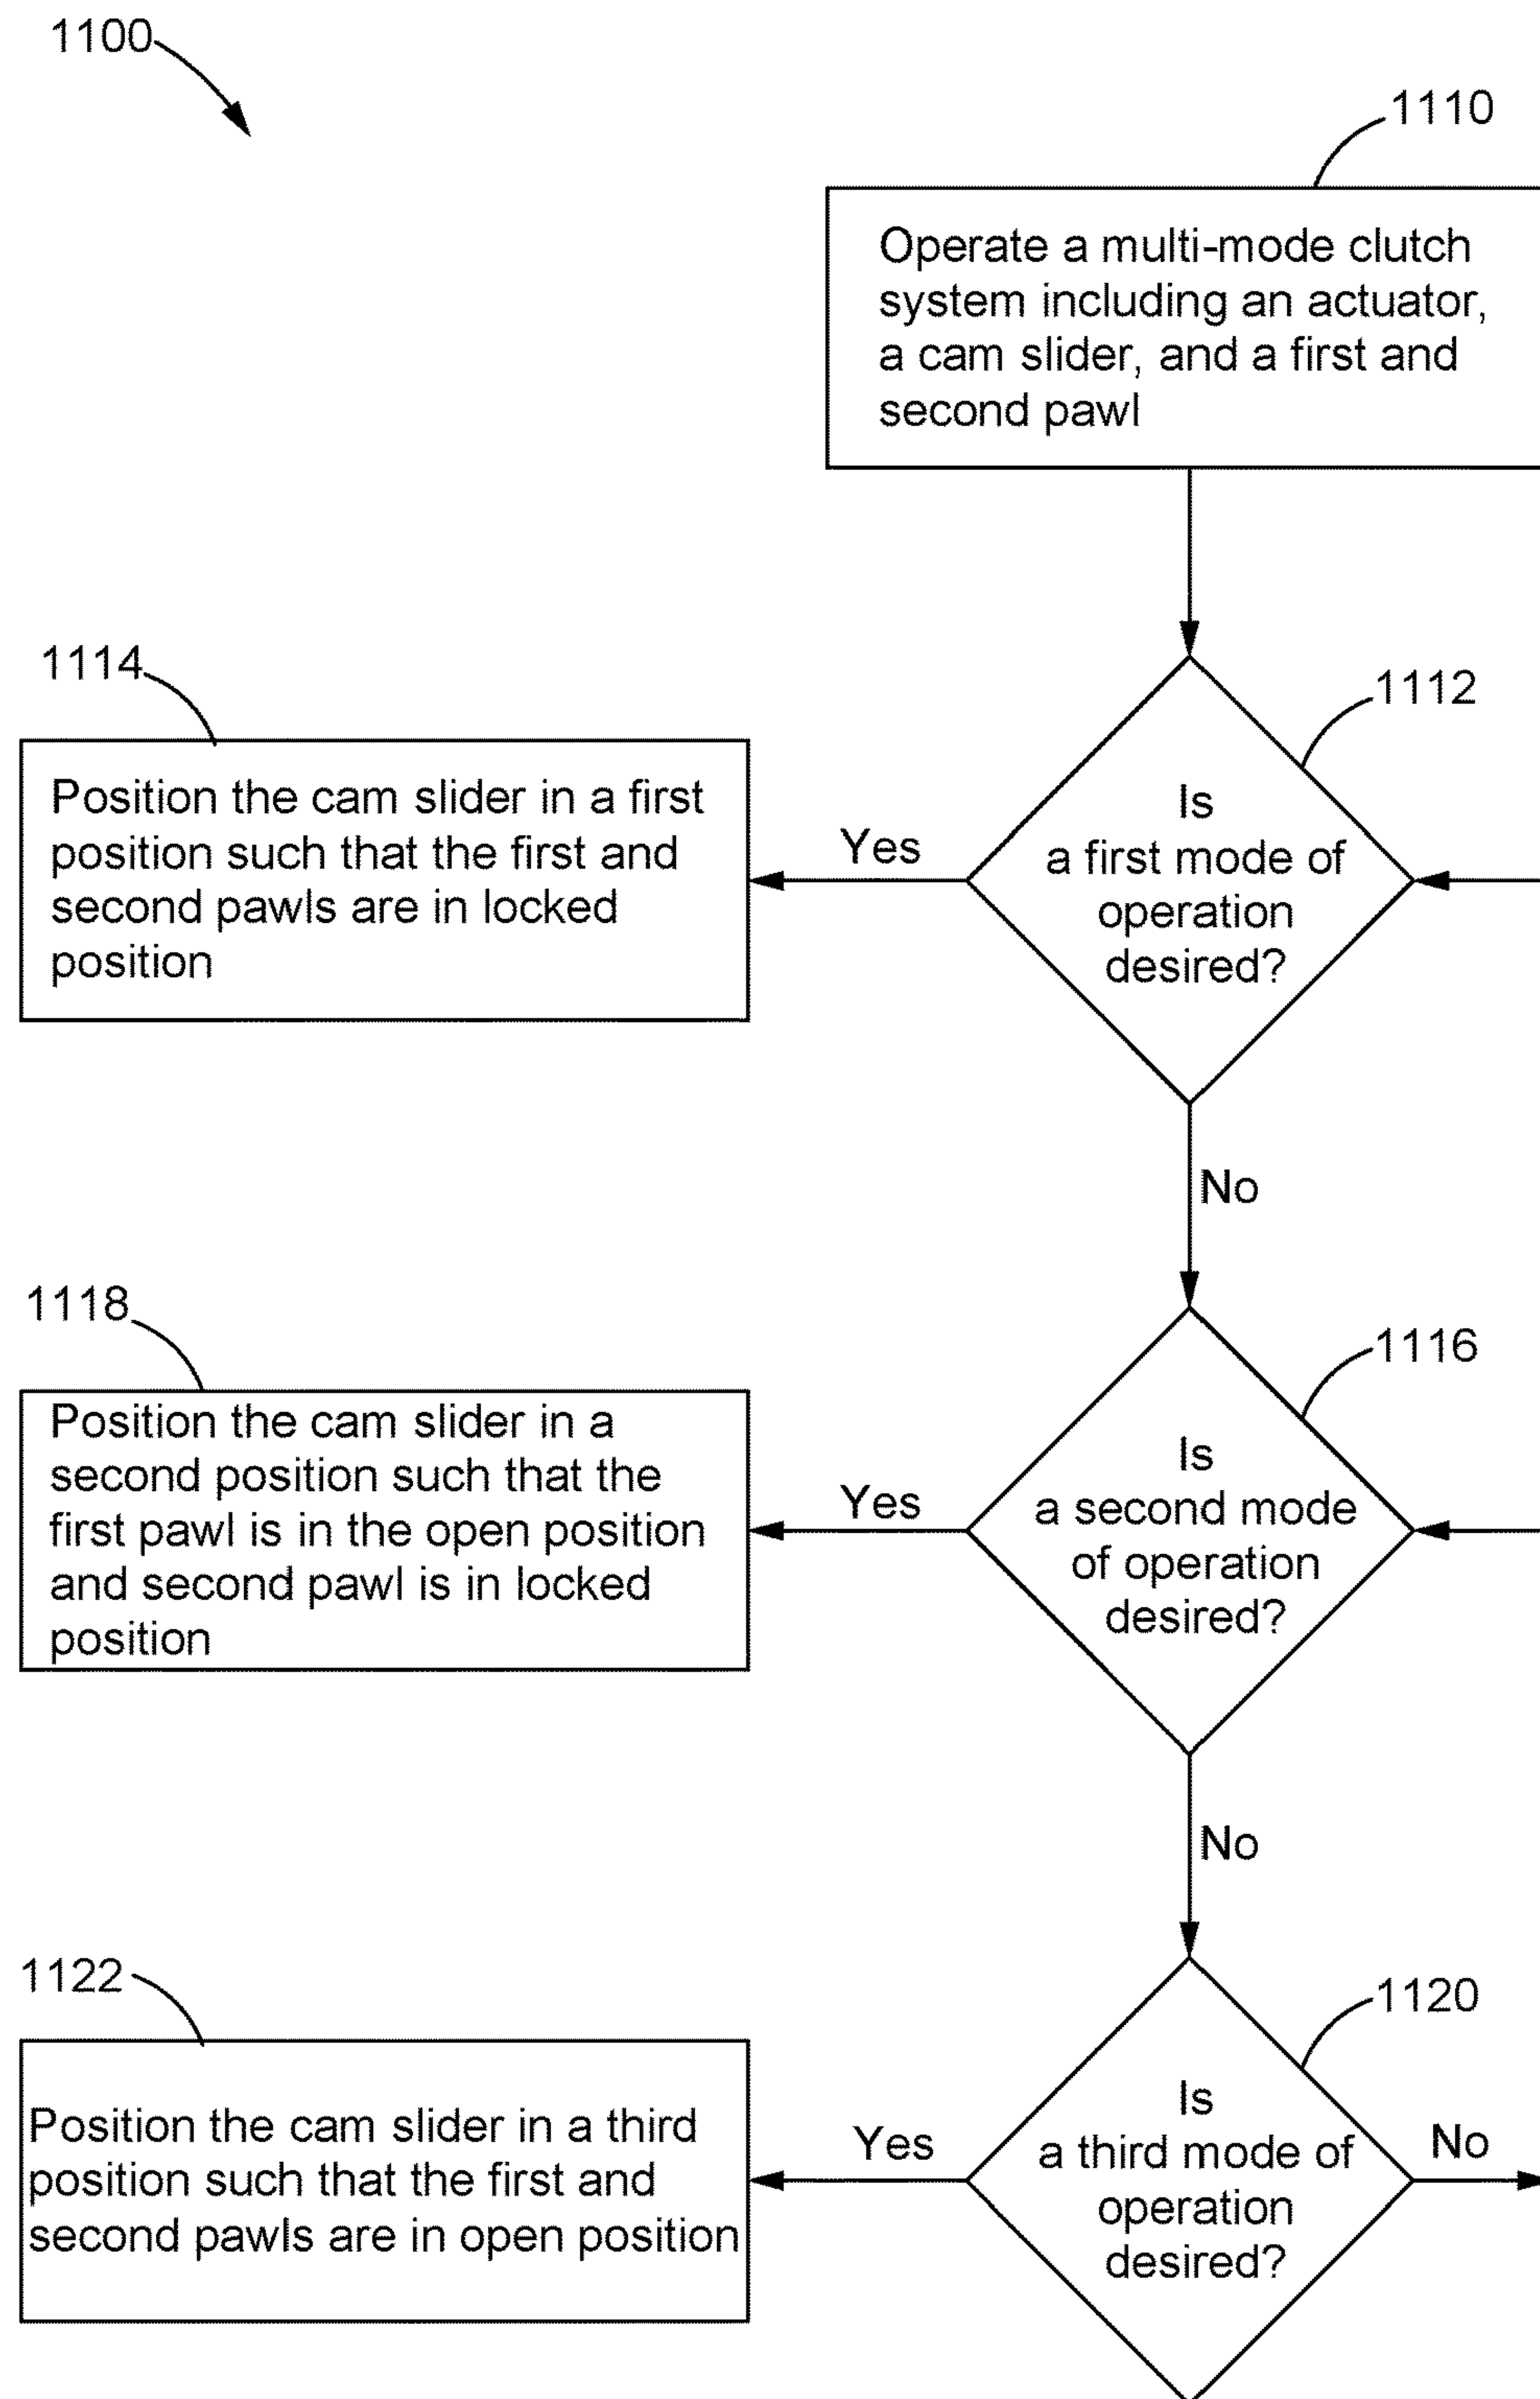 1100
1110
Operate a multi-mode clutch
system including an actuator,
a cam slider, and a first and
second pawl
1114
1112
Position the cam slider in a first
position such that the first and
second pawls are in locked
position
Yes
Is
a first mode of
operation
desired?
No
1118
1116
Position the cam slider in a
second position such that the
first pawl is in the open position
and second pawl is in locked
position
Yes
Is
a second mode
of operation
desired?
No
1122
1120
Position the cam slider in a third
position such that the first and
second pawls are in open position
Yes
Is
a third mode of
operation
desired?
No